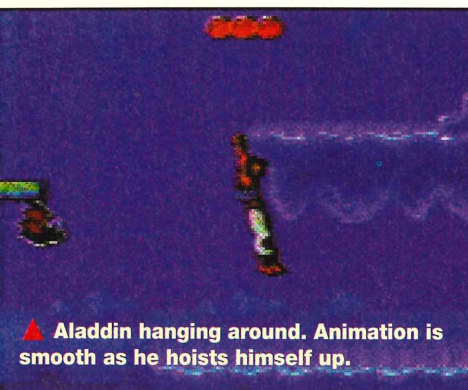 Aladdin hanging around. Animation is
smooth as he hoists himself up.